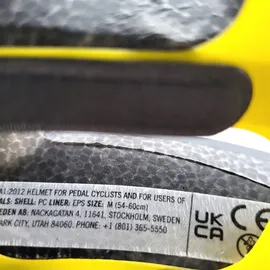 A1:2012 HELMET FOR PEDAL CYCLISTS AND FOR USERS OF
ALS: SHELL: PC LINER: EPS SIZE: M (54-60cm)
EDEN AB: NACKAGATAN 4, 11641, STOCKHOLM, SWEDEN
ARK CITY, UTAH 84060, PHONE: +1 (801) 365-5550
UK
CA
CE